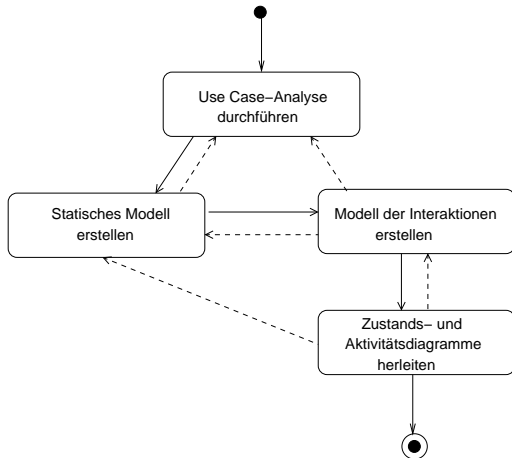 Use Case−Analyse
durchführen
Statisches Modell
erstellen
Modell der Interaktionen
erstellen
Zustands− und
Aktivitätsdiagramme
herleiten